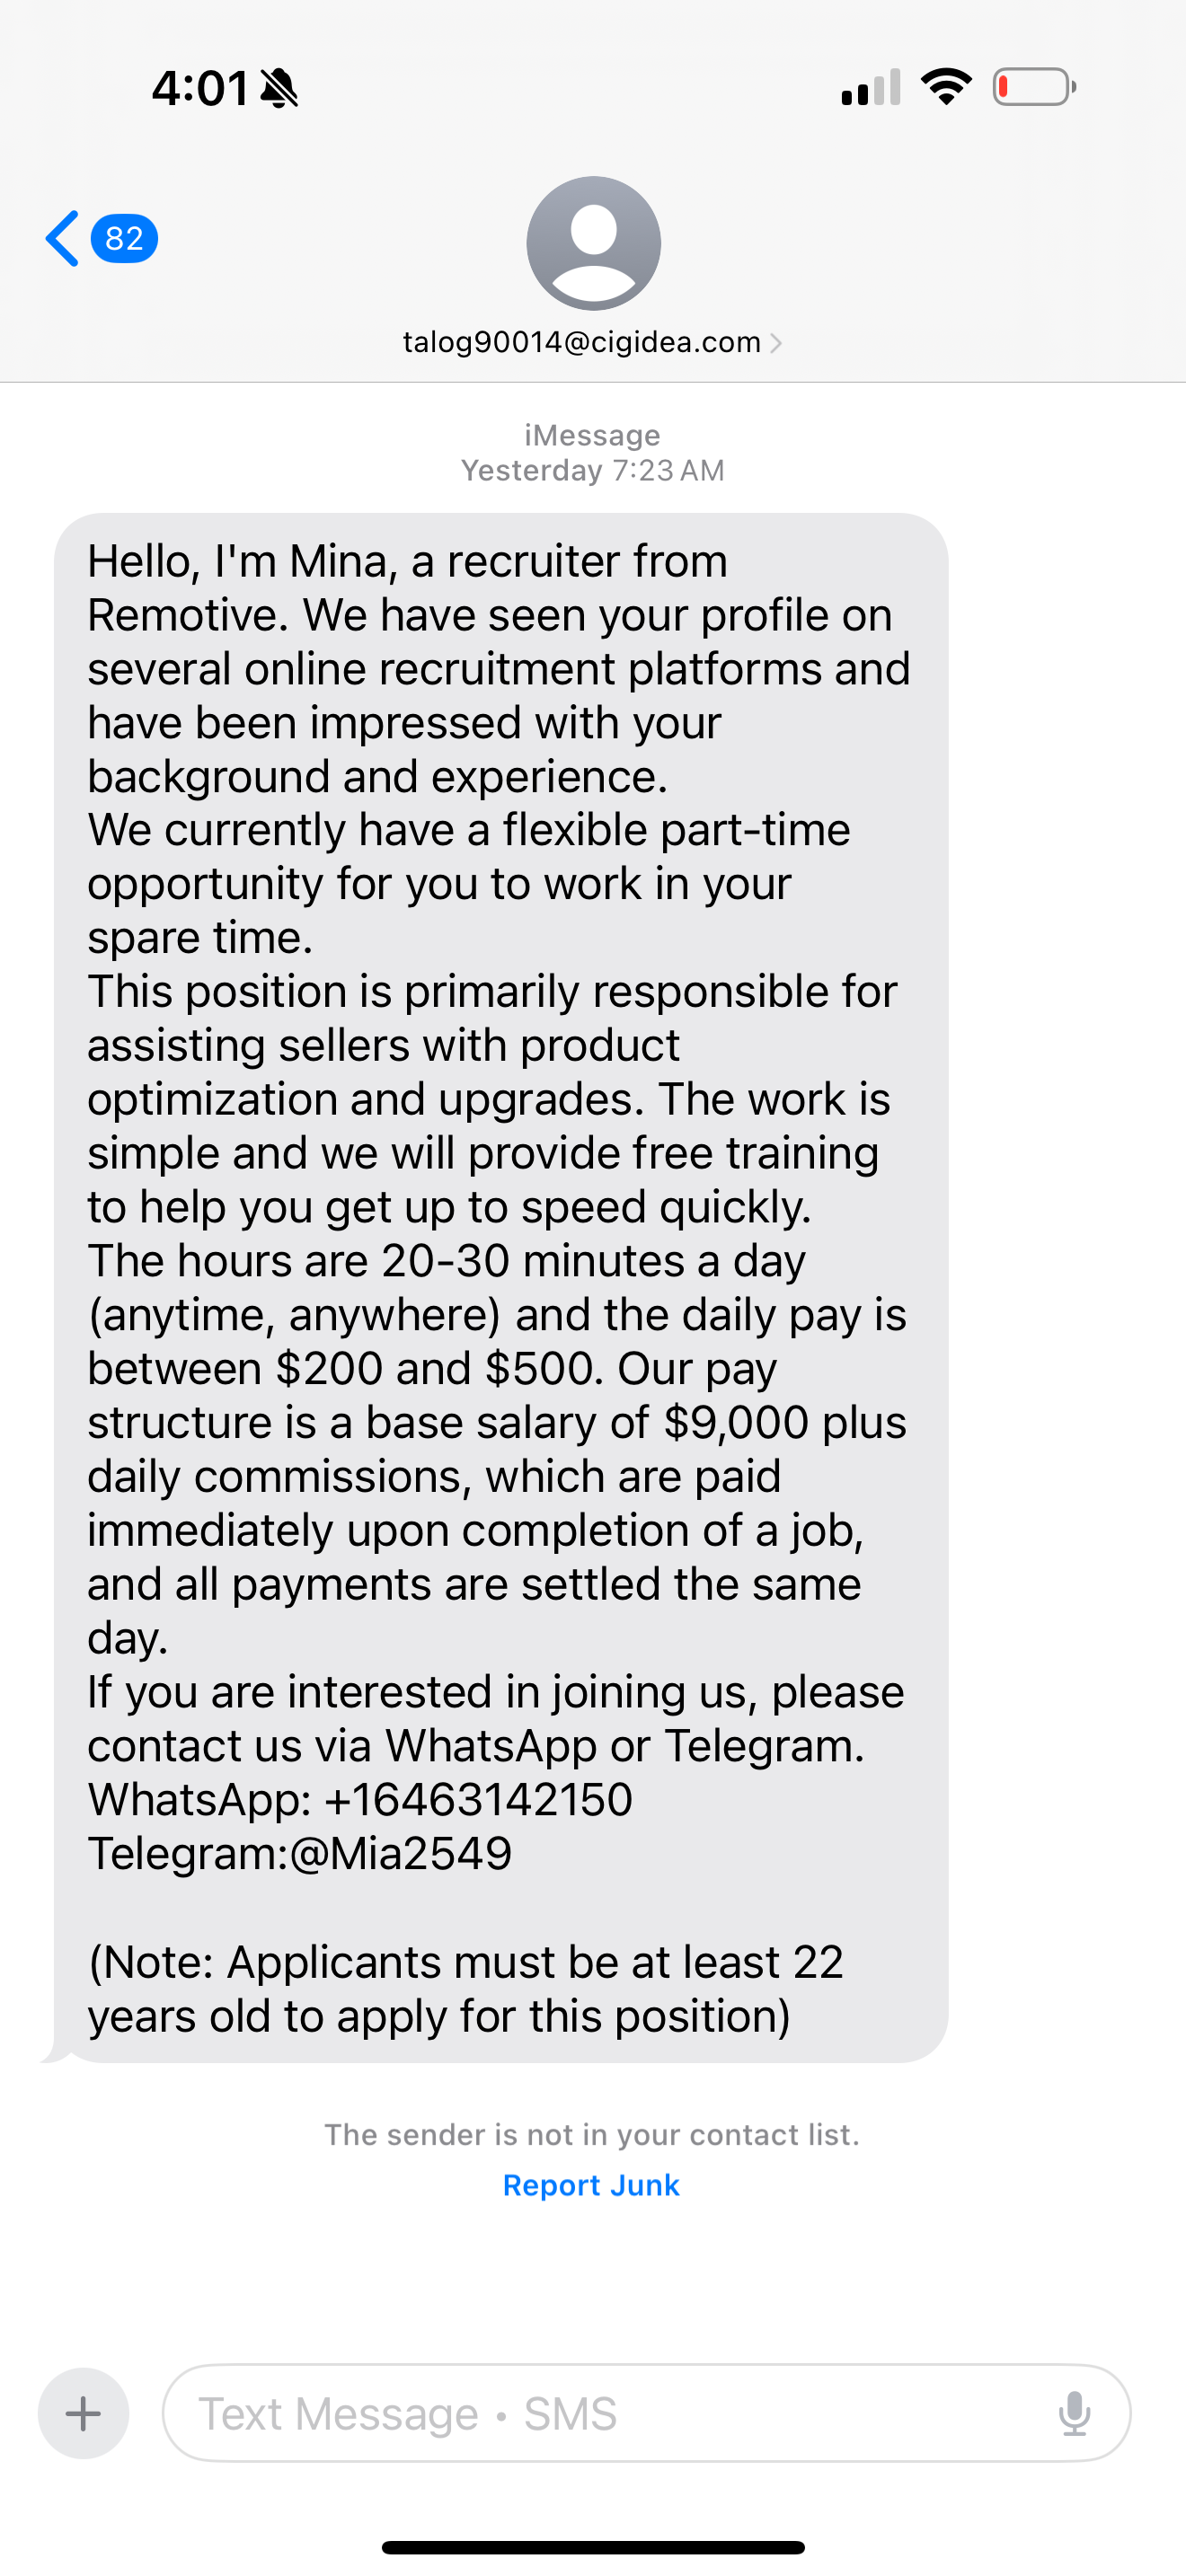 4:01
82
talog90014@cigidea.com
iMessage
Yesterday 7:23 AM
Hello, I'm Mina, a recruiter from
Remotive. We have seen your profile on
several online recruitment platforms and
have been impressed with your
background and experience.
We currently have a flexible part-time
opportunity for you to work in your
spare time.
This position is primarily responsible for
assisting sellers with product
optimization and upgrades. The work is
simple and we will provide free training
to help you get up to speed quickly.
The hours are 20-30 minutes a day
(anytime, anywhere) and the daily pay is
between $200 and $500. Our pay
structure is a base salary of $9,000 plus
daily commissions, which are paid
immediately upon completion of a job,
and all payments are settled the same
day.
If you are interested in joining us, please
contact us via WhatsApp or Telegram.
WhatsApp: +16463142150
Telegram:@Mia2549
(Note: Applicants must be at least 22
years old to apply for this position)
The sender is not in your contact list.
Report Junk
Text Message • SMS